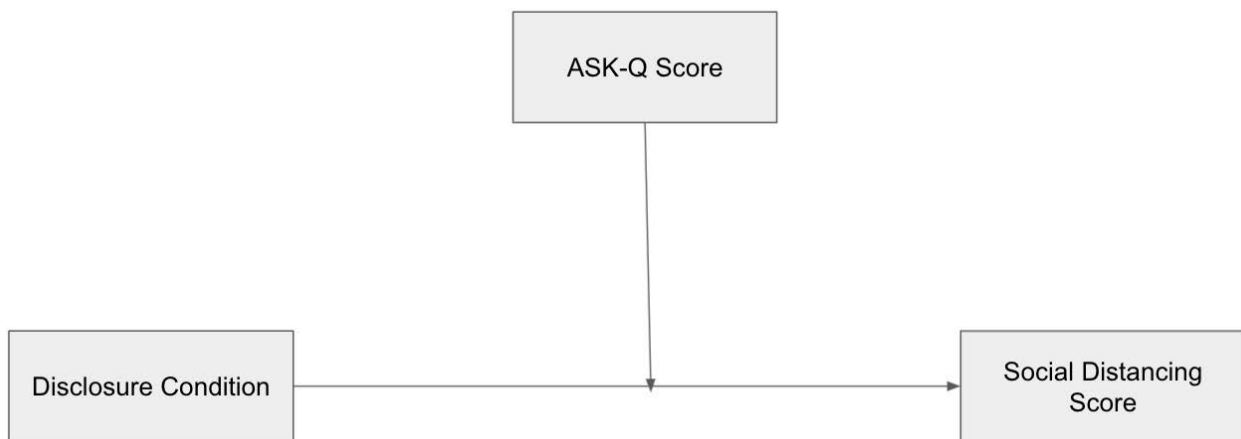 ASK-Q Score
Disclosure Condition
Social Distancing
Score